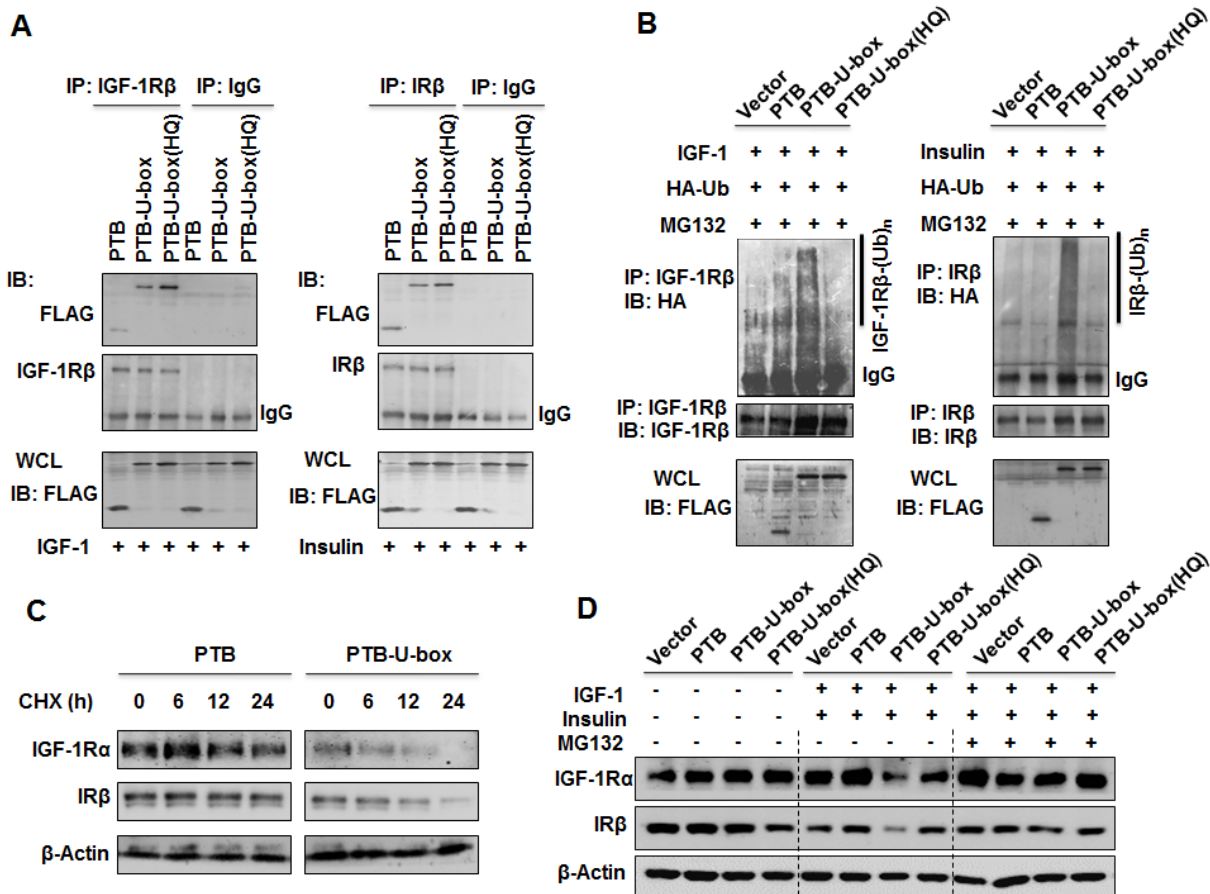 A
IP: IGF-1Rβ IP: IgG
PTB PTB-U-box PTB-U-box(HQ) PTB PTB-U-box PTB-U-box(HQ)
IB:
FLAG
IGF-1Rβ
IgG
WCL
IB: FLAG
IGF-1 + + + + + +
IP: IRβ IP: IgG
PTB PTB-U-box PTB-U-box(HQ) PTB PTB-U-box PTB-U-box(HQ)
IB:
FLAG
IRβ
IgG
WCL
IB: FLAG
Insulin + + + + + +
B
Vector PTB PTB-U-box PTB-U-box(HQ)
IGF-1 + + + +
HA-Ub + + + +
MG132 + + + +
IP: IGF-1Rβ
IB: HA
IGF-1Rβ-(Ub)n
IgG
IP: IGF-1Rβ
IB: IGF-1Rβ
WCL
IB: FLAG
Vector PTB PTB-U-box PTB-U-box(HQ)
Insulin + + + +
HA-Ub + + + +
MG132 + + + +
IP: IRβ
IB: HA
IRβ-(Ub)n
IgG
IP: IRβ
IB: IRβ
WCL
IB: FLAG
C
PTB PTB-U-box
CHX (h) 0 6 12 24 0 6 12 24
IGF-1Rα
IRβ
β-Actin
D
Vector PTB PTB-U-box PTB-U-box(HQ) Vector PTB PTB-U-box PTB-U-box(HQ) Vector PTB PTB-U-box PTB-U-box(HQ)
IGF-1 - - - - + + + + + + + +
Insulin - - - - + + + + + + + +
MG132 - - - - - - - - + + + +
IGF-1Rα
IRβ
β-Actin